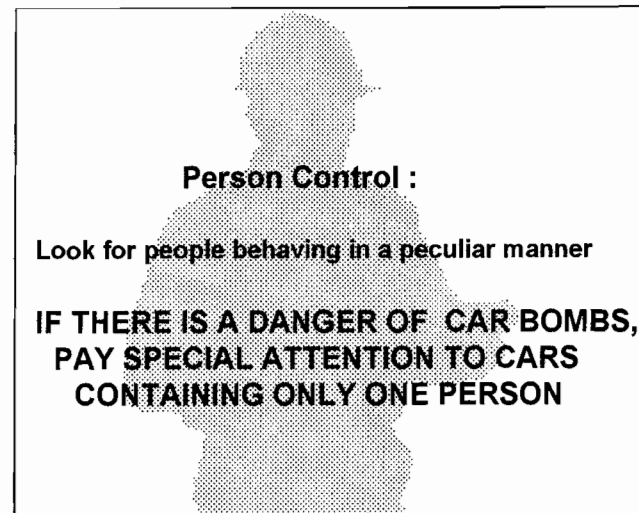 Person Control :
Look for people behaving in a peculiar manner
IF THERE IS A DANGER OF CAR BOMBS,
PAY SPECIAL ATTENTION TO CARS
CONTAINING ONLY ONE PERSON